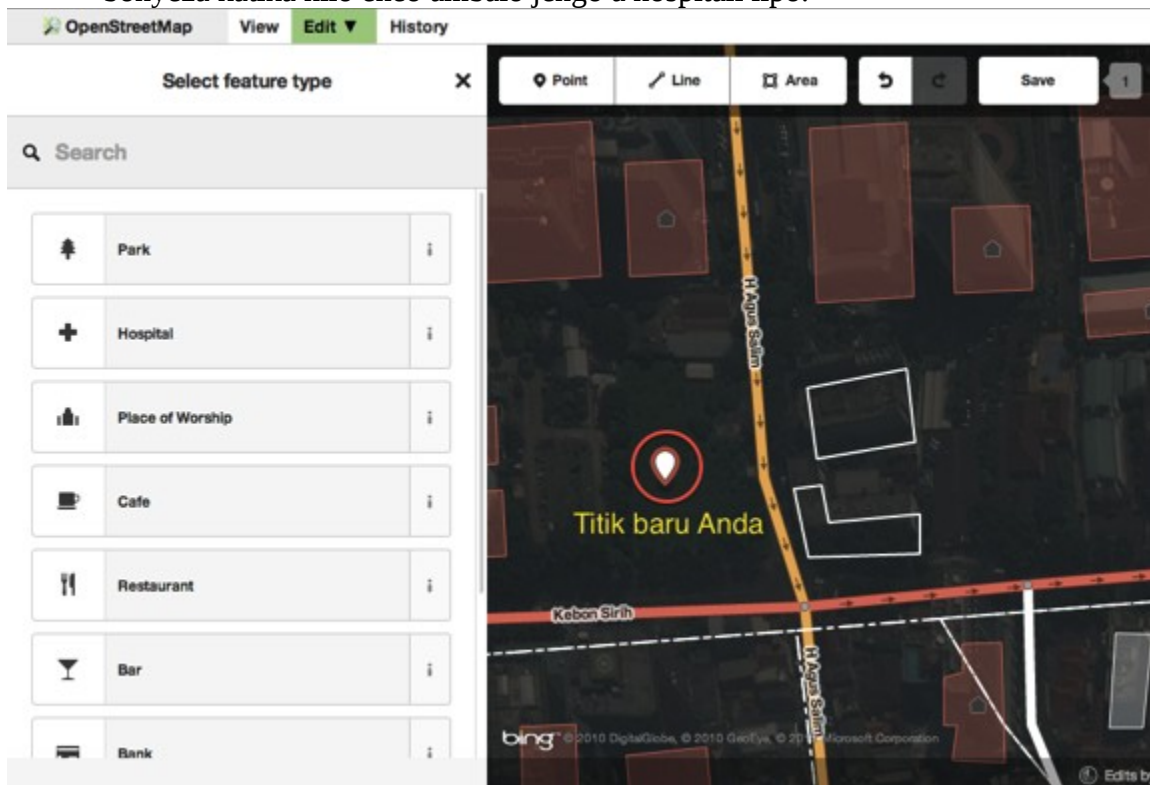 OpenStreetMap View Edit ▼ History
Select feature type
Point Line Area Save 1
Search
Park
Hospital
Place of Worship
Cafe
Restaurant
Bar
Bank
H Agus Salim
Titik baru Anda
Kebon Sirih
H Agus Salim
bing © 2010 DigitalGlobe, © 2010 GeoEye, © 2010 Microsoft Corporation
Edits by